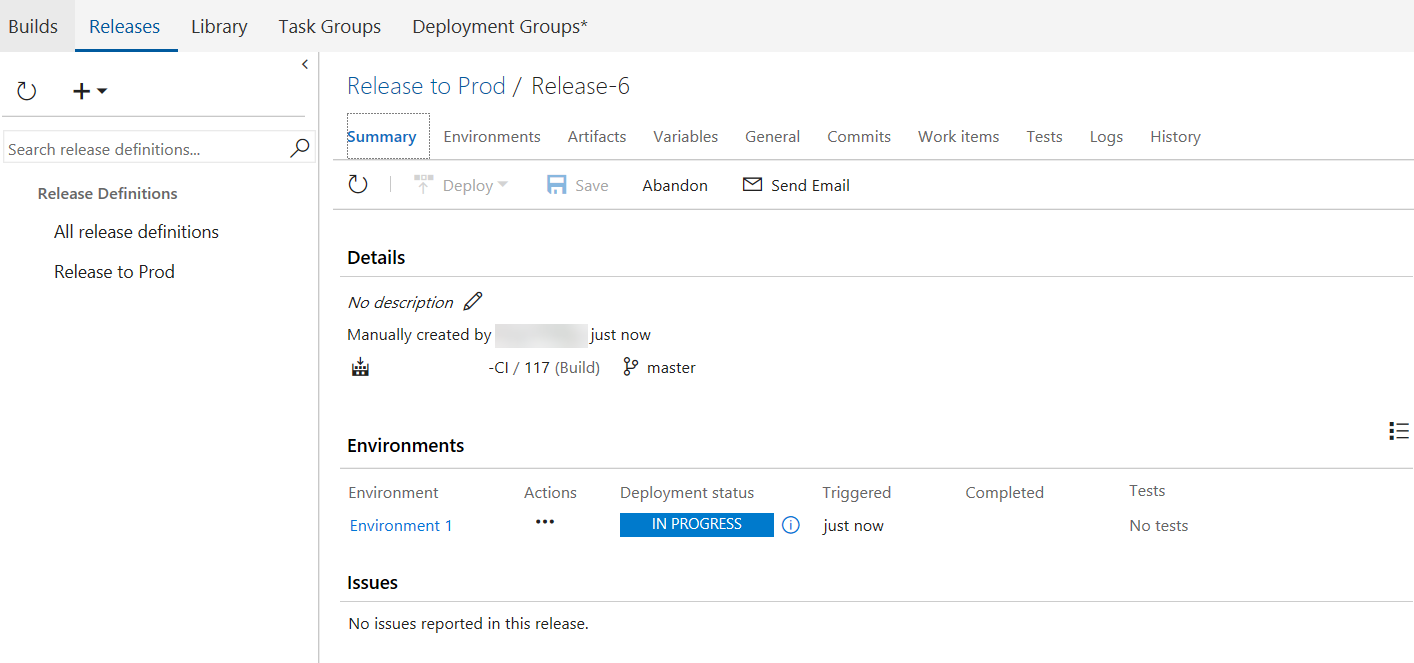 Builds Releases Library Task Groups Deployment Groups*
Search release definitions...
Release Definitions
All release definitions
Release to Prod
Release to Prod / Release-6
Summary Environments Artifacts Variables General Commits Work items Tests Logs History
Deploy Save Abandon Send Email
Details
No description
Manually created by just now
-CI / 117 (Build) master
Environments
Environment Actions Deployment status Triggered Completed Tests
Environment 1 ••• IN PROGRESS just now No tests
Issues
No issues reported in this release.